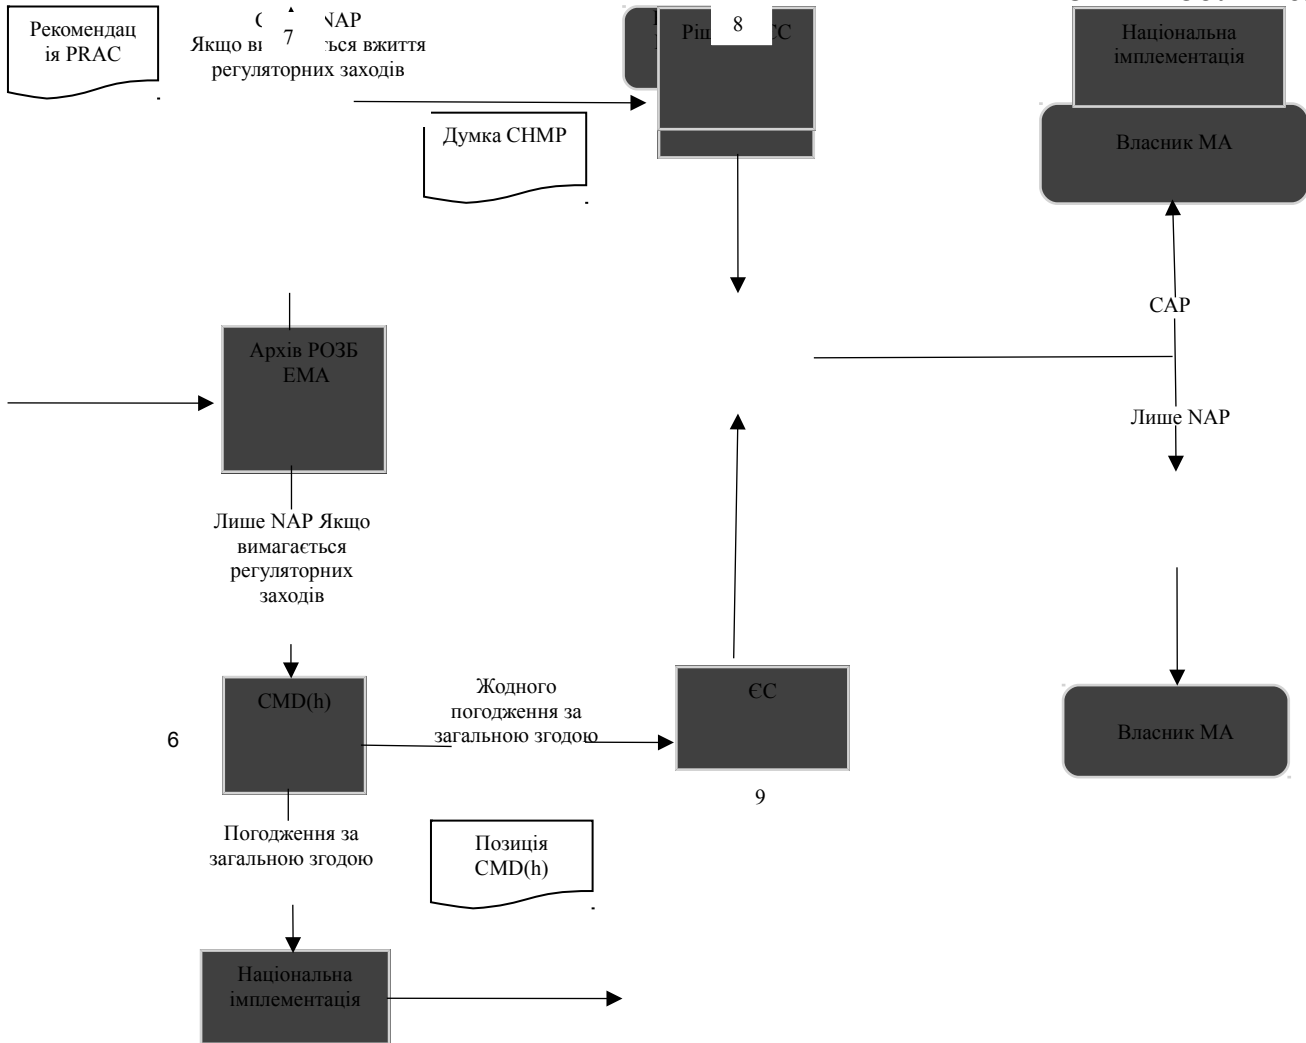 Рекомендац
ія PRAC
NAP
7
Якщо
ться вжиття
регуляторних заходів
8
Національна
імплементація
Думка CHMP
Власник МА
CAP
Архів РОЗБ
ЕМА
Лише NAP
Лише NAP Якщо
вимагається
регуляторних
заходів
CMD(h)
6
Жодного
погодження за
загальною згодою
ЄС
9
Власник МА
Погодження за
загальною згодою
Позиція
CMD(h)
Національна
імплементація